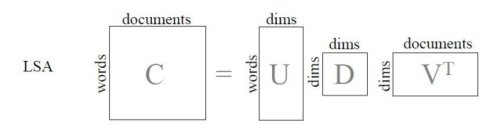 documents
dims
dims
documents
LSA
words
C
=
words
U
dims
D
dims
V^T